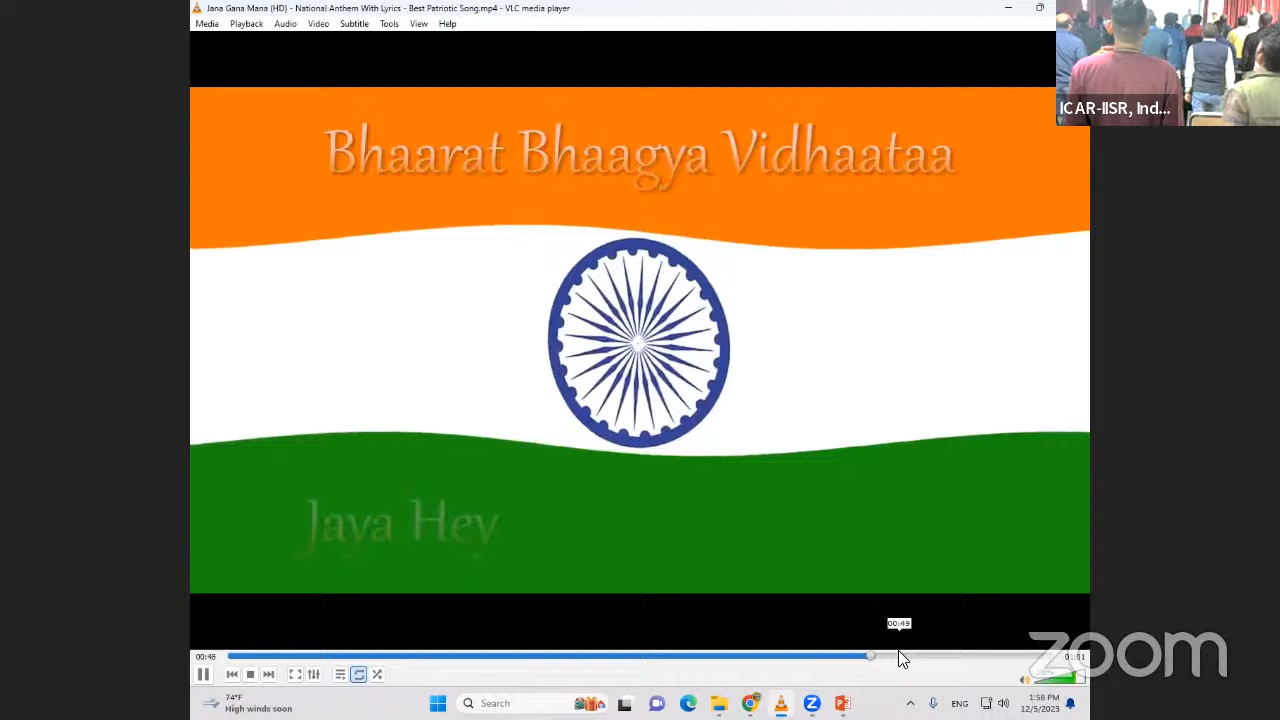 Jana Gana Mana (HD) - National Anthem With Lyrics - Best Patriotic Song.mp4 - VLC media player
Media Playback Audio Video Subtitle Tools View Help
ICAR-IISR, Ind...
Bhaarat Bhaagya Vidhaataa
Jaya Hey
00:49
00:48
01:01
100%
zoom
74°F
High winds soon
Search
ENG
1:58 PM
12/5/2023